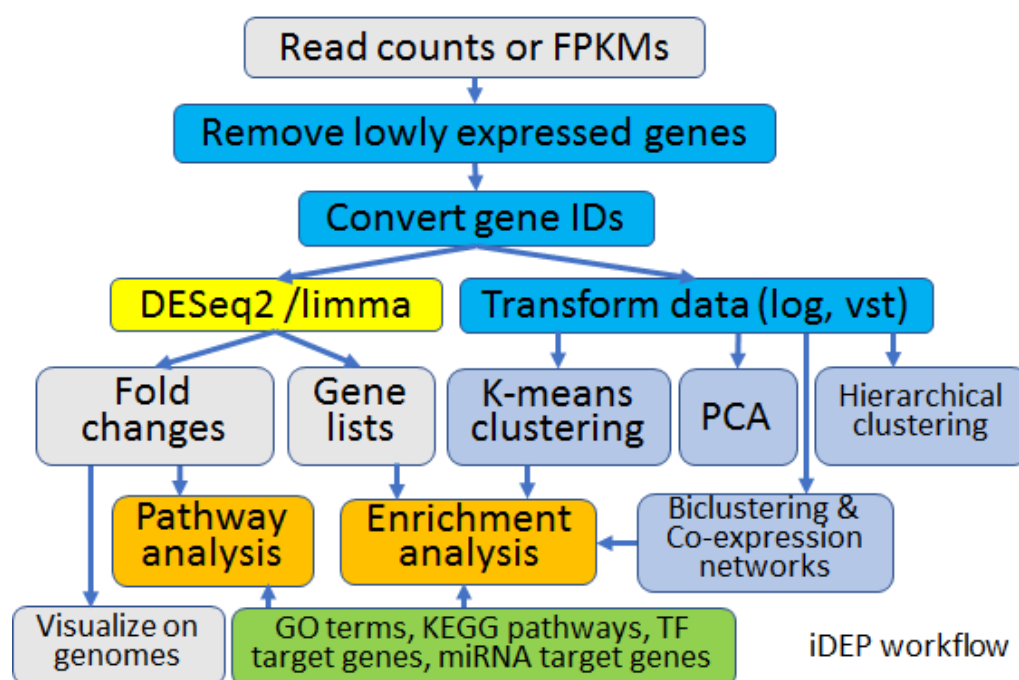 Read counts or FPKMs
Remove lowly expressed genes
Convert gene IDs
DESeq2 /limma
Transform data (log, vst)
Fold
changes
Gene
lists
K-means
clustering
PCA
Hierarchical
clustering
Pathway
analysis
Enrichment
analysis
Biclustering &
Co-expression
networks
Visualize on
genomes
GO terms, KEGG pathways, TF
target genes, miRNA target genes
iDEP workflow